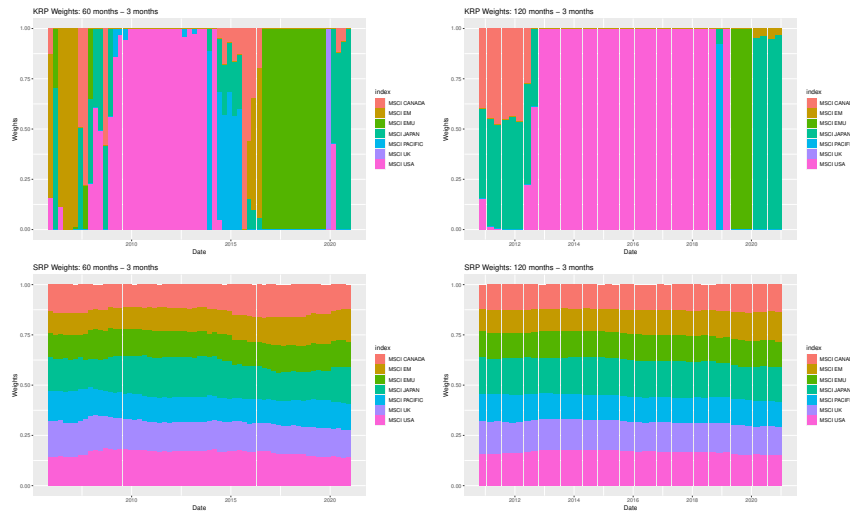 KRP Weights: 60 months − 3 months
1.00
0.75
0.50
0.25
0.00
Weights
2010
2015
2020
Date
index
MSCI CANADA
MSCI EM
MSCI EMU
MSCI JAPAN
MSCI PACIFIC
MSCI UK
MSCI USA
KRP Weights: 120 months − 3 months
1.00
0.75
0.50
0.25
0.00
Weights
2012
2014
2016
2018
2020
Date
index
MSCI CANA
MSCI EM
MSCI EMU
MSCI JAPAN
MSCI PACIFI
MSCI UK
MSCI USA
SRP Weights: 60 months − 3 months
1.00
0.75
0.50
0.25
0.00
Weights
2010
2015
2020
Date
index
MSCI CANADA
MSCI EM
MSCI EMU
MSCI JAPAN
MSCI PACIFIC
MSCI UK
MSCI USA
SRP Weights: 120 months − 3 months
1.00
0.75
0.50
0.25
0.00
Weights
2012
2014
2016
2018
2020
Date
index
MSCI CANA
MSCI EM
MSCI EMU
MSCI JAPAN
MSCI PACIFI
MSCI UK
MSCI USA